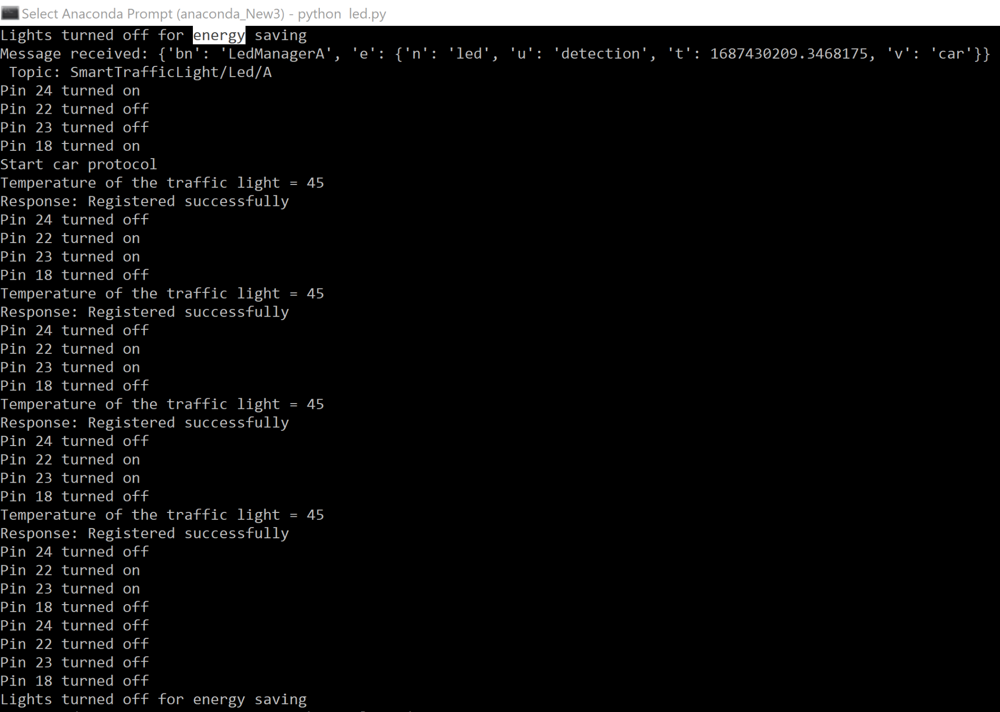 Select Anaconda Prompt (anaconda_New3) - python  led.py
Lights turned off for energy saving
Message received: {'bn': 'LedManagerA', 'e': {'n': 'led', 'u': 'detection', 't': 1687430209.3468175, 'v': 'car'}}
 Topic: SmartTrafficLight/Led/A
Pin 24 turned on
Pin 22 turned off
Pin 23 turned off
Pin 18 turned on
Start car protocol
Temperature of the traffic light = 45
Response: Registered successfully
Pin 24 turned off
Pin 22 turned on
Pin 23 turned on
Pin 18 turned off
Temperature of the traffic light = 45
Response: Registered successfully
Pin 24 turned off
Pin 22 turned on
Pin 23 turned on
Pin 18 turned off
Temperature of the traffic light = 45
Response: Registered successfully
Pin 24 turned off
Pin 22 turned on
Pin 23 turned on
Pin 18 turned off
Temperature of the traffic light = 45
Response: Registered successfully
Pin 24 turned off
Pin 22 turned on
Pin 23 turned on
Pin 18 turned off
Pin 24 turned off
Pin 22 turned off
Pin 23 turned off
Pin 18 turned off
Lights turned off for energy saving